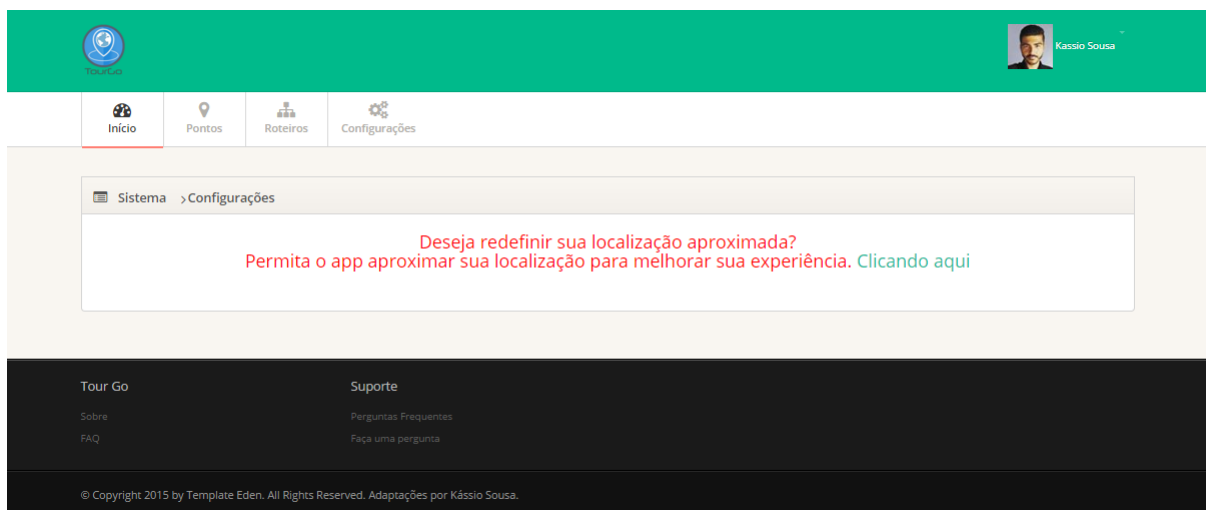 TourGo
Kassio Sousa
Início
Pontos
Roteiros
Configurações
Sistema > Configurações
Deseja redefinir sua localização aproximada?
Permita o app aproximar sua localização para melhorar sua experiência. Clicando aqui
Tour Go
Suporte
Sobre
Perguntas Frequentes
FAQ
Faça uma pergunta
© Copyright 2015 by Template Eden. All Rights Reserved. Adaptações por Kássio Sousa.